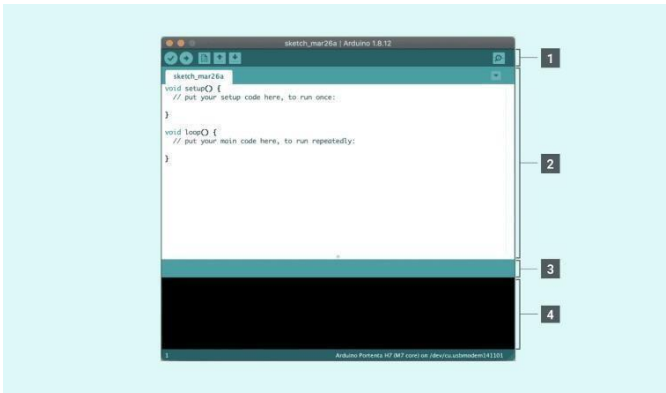 sketch_mar26a | Arduino 1.8.12
1
sketch_mar26a
void setup() {
// put your setup code here, to run once:
}
void loop() {
// put your main code here, to run repeatedly:
}
2
3
4
1
Arduino Portenta H7 (M7 core) on /dev/cu.usbmodem141101